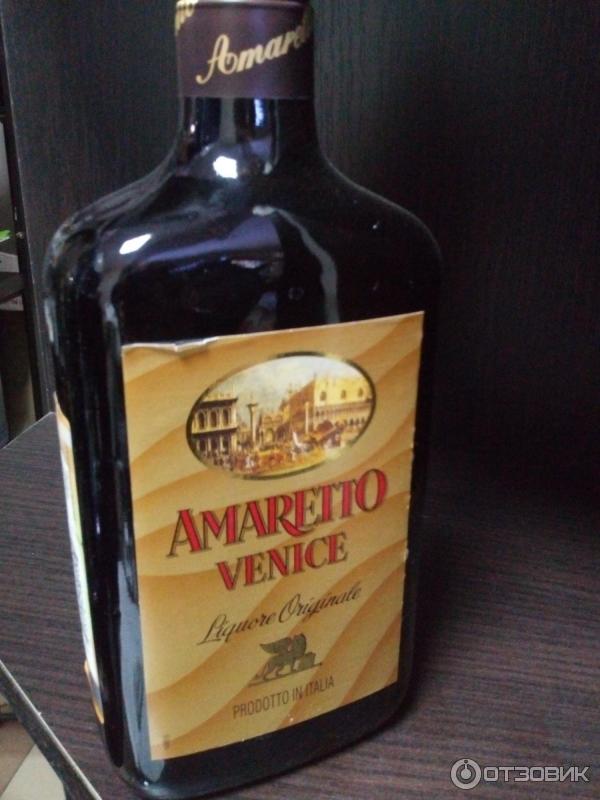 Amaretto
AMARETTO
VENICE
Liquore Originale
PRODOTTO IN ITALIA
ОТЗОВИК